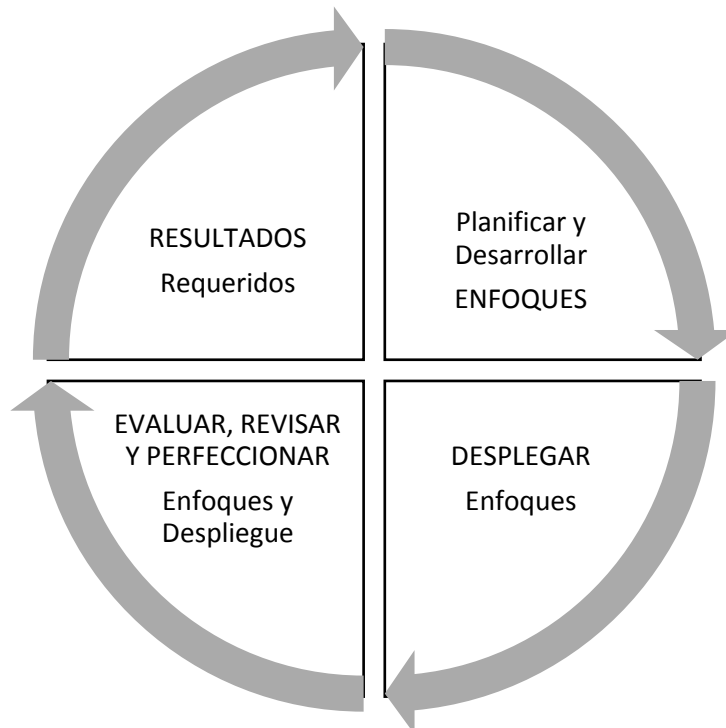 RESULTADOS
Requeridos
Planificar y
Desarrollar
ENFOQUES
EVALUAR, REVISAR
Y PERFECCIONAR
Enfoques y
Despliegue
DESPLEGAR
Enfoques